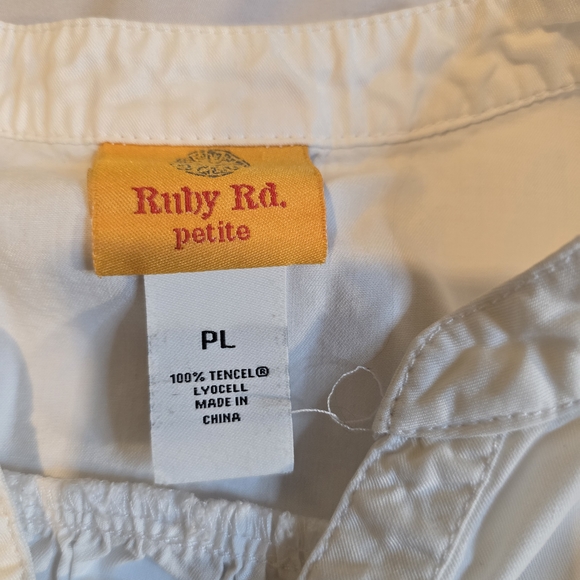 Ruby Rd.
petite
PL
100% TENCEL®
LYOCELL
MADE IN
CHINA